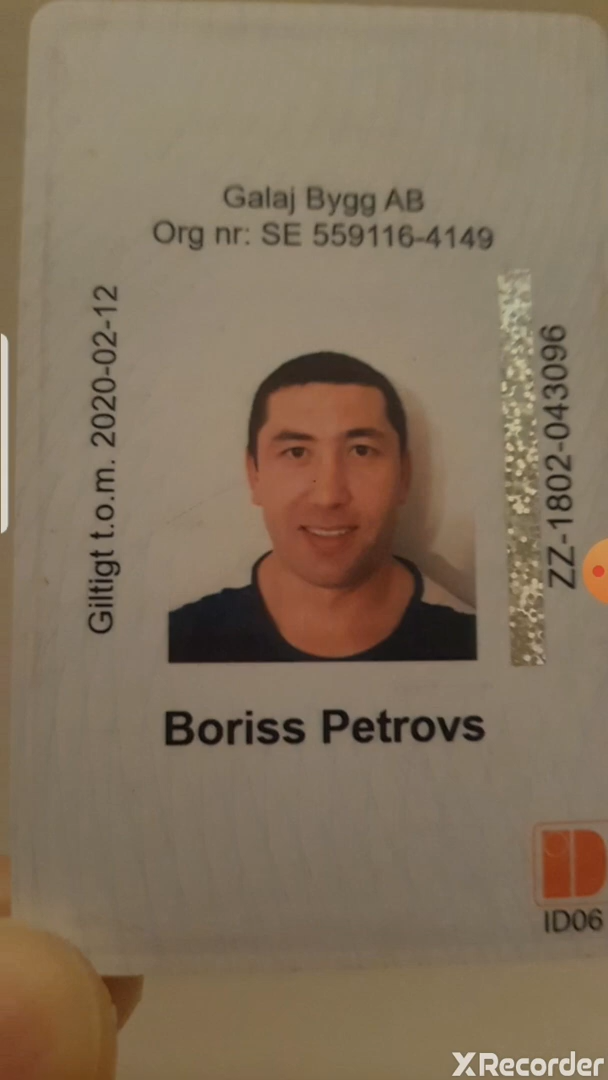 Galaj Bygg AB
Org nr: SE 559116-4149
Giltigt t.o.m. 2020-02-12
ZZ-1802-043096
Boriss Petrovs
ID06
XRecorder